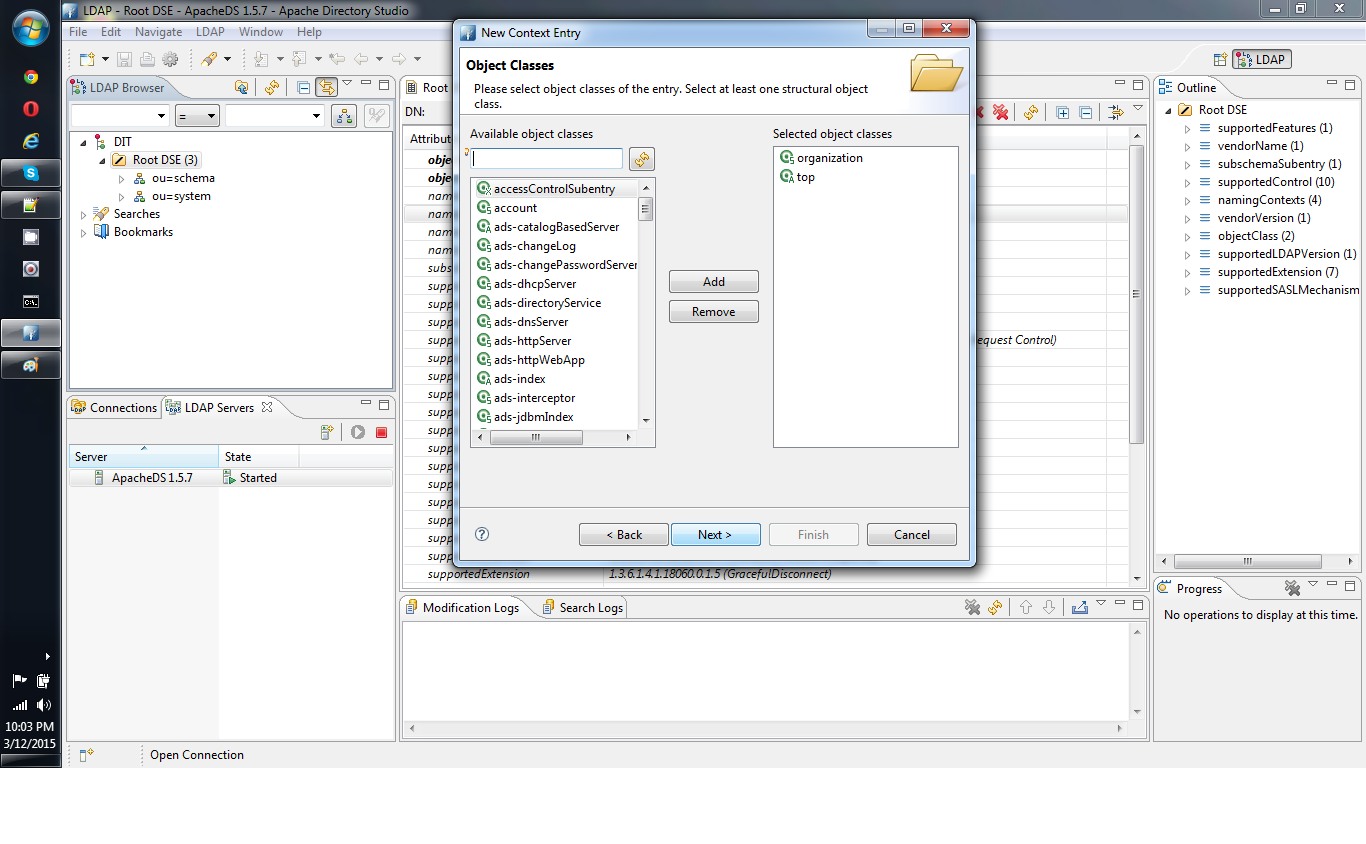 LDAP - Root DSE - ApacheDS 1.5.7 - Apache Directory Studio
File Edit Navigate LDAP Window Help
LDAP
LDAP Browser
=
DIT
Root DSE (3)
ou=schema
ou=system
Searches
Bookmarks
Connections LDAP Servers
Server State
ApacheDS 1.5.7 Started
Root
DN:
Attribut
obje
obje
nam
nam
nam
nam
subs
supp
supp
supp
supp equest Control)
supp
supp
supp
supp
supp
supp
supp
supp
supp
supp
supp
supp
supportedExtension 1.3.6.1.4.1.18060.0.1.5 (GracefulDisconnect)
New Context Entry
Object Classes
Please select object classes of the entry. Select at least one structural object
class.
Available object classes
accessControlSubentry
account
ads-catalogBasedServer
ads-changeLog
ads-changePasswordServer
ads-dhcpServer
ads-directoryService
ads-dnsServer
ads-httpServer
ads-httpWebApp
ads-index
ads-interceptor
ads-jdbmIndex
Add
Remove
Selected object classes
organization
top
< Back Next > Finish Cancel
Outline
Root DSE
supportedFeatures (1)
vendorName (1)
subschemaSubentry (1)
supportedControl (10)
namingContexts (4)
vendorVersion (1)
objectClass (2)
supportedLDAPVersion (1)
supportedExtension (7)
supportedSASLMechanism
Modification Logs Search Logs
Progress
No operations to display at this time.
10:03 PM
3/12/2015
Open Connection